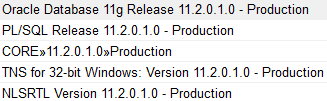 Oracle Database 11g Release 11.2.0.1.0 - Production
PL/SQL Release 11.2.0.1.0 - Production
CORE»11.2.0.1.0»Production
TNS for 32-bit Windows: Version 11.2.0.1.0 - Production
NLSRTL Version 11.2.0.1.0 - Production